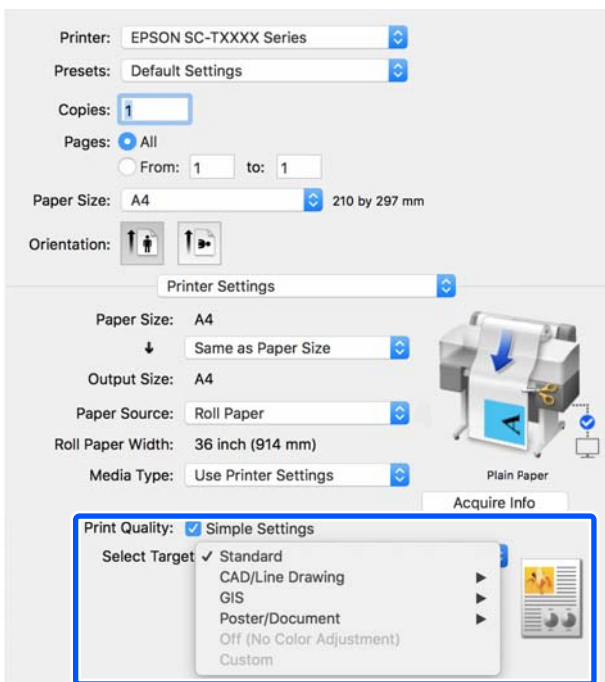 Printer: EPSON SC-TXXXX Series
Presets: Default Settings
Copies: 1
Pages: All
From: 1 to: 1
Paper Size: A4 210 by 297 mm
Orientation:
Printer Settings
Paper Size: A4
Same as Paper Size
Output Size: A4
Paper Source: Roll Paper
Roll Paper Width: 36 inch (914 mm)
Media Type: Use Printer Settings
Plain Paper
Acquire Info
Print Quality: Simple Settings
Select Target Standard
CAD/Line Drawing
GIS
Poster/Document
Off (No Color Adjustment)
Custom